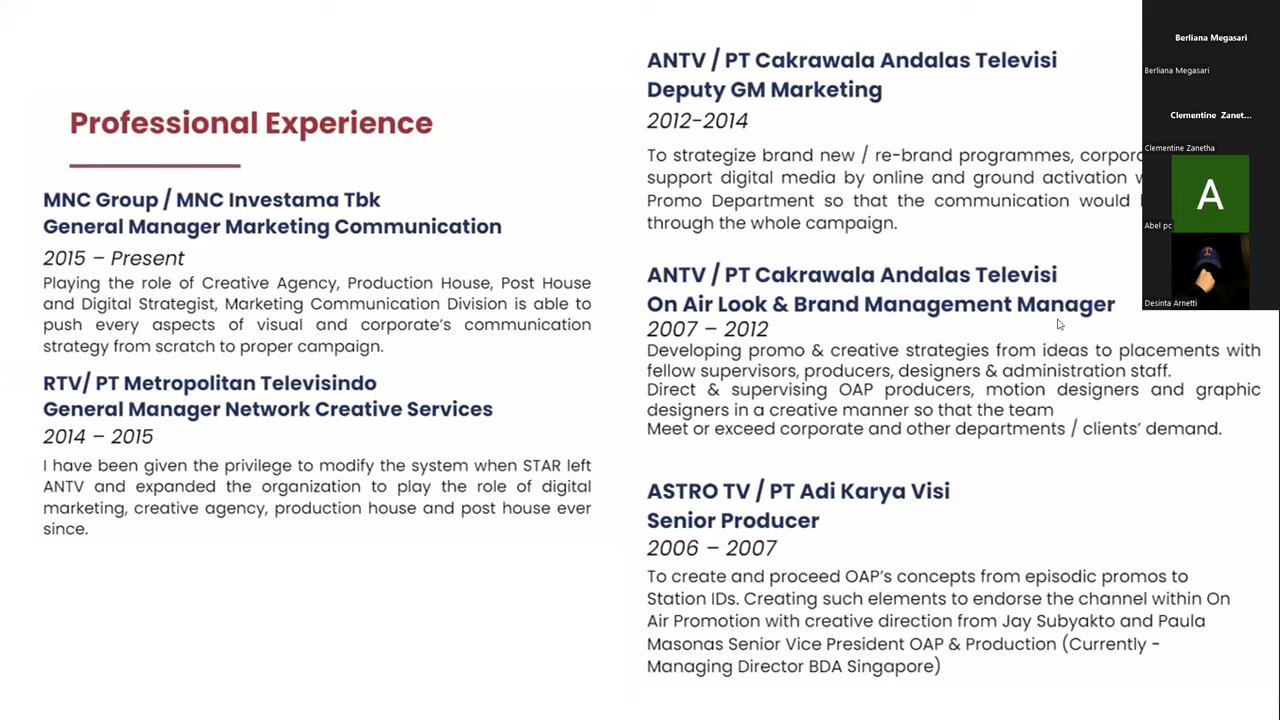 Professional Experience
MNC Group / MNC Investama Tbk
General Manager Marketing Communication
2015 – Present
Playing the role of Creative Agency, Production House, Post House
and Digital Strategist, Marketing Communication Division is able to
push every aspects of visual and corporate's communication
strategy from scratch to proper campaign.
RTV/ PT Metropolitan Televisindo
General Manager Network Creative Services
2014 – 2015
I have been given the privilege to modify the system when STAR left
ANTV and expanded the organization to play the role of digital
marketing, creative agency, production house and post house ever
since.
ANTV / PT Cakrawala Andalas Televisi
Deputy GM Marketing
2012-2014
To strategize brand new / re-brand programmes,
support digital media by online and ground activation
Promo Department so that the communication would
through the whole campaign.
ANTV / PT Cakrawala Andalas Televisi
On Air Look & Brand Management Manager
2007 – 2012
Developing promo & creative strategies from ideas to placements with
fellow supervisors, producers, designers & administration staff.
Direct & supervising OAP producers, motion designers and graphic
designers in a creative manner so that the team
Meet or exceed corporate and other departments / clients' demand.
ASTRO TV / PT Adi Karya Visi
Senior Producer
2006 – 2007
To create and proceed OAP's concepts from episodic promos to
Station IDs. Creating such elements to endorse the channel within On
Air Promotion with creative direction from Jay Subyakto and Paula
Masonas Senior Vice President OAP & Production (Currently -
Managing Director BDA Singapore)
Berliana Megasari
Berliana Megasari
Clementine Zanet...
Clementine Zanetha
A
Abel pc
Desinta Arnetti